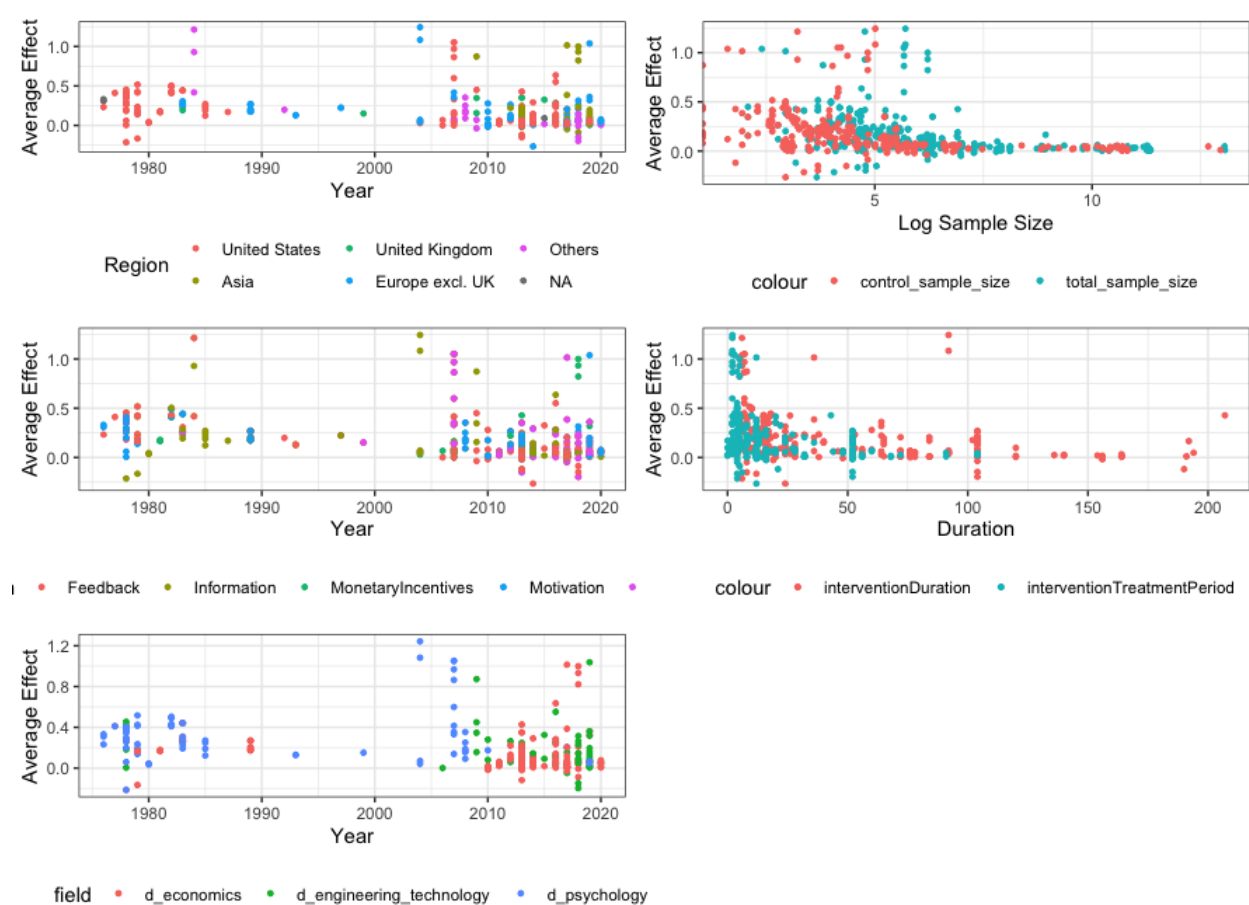 Average Effect
1.0
0.5
0.0
1980 1990 2000 2010 2020
Year
Region
United States United Kingdom Others
Asia Europe excl. UK NA
Average Effect
1.0
0.5
0.0
5 10
Log Sample Size
colour control_sample_size total_sample_size
Average Effect
1.0
0.5
0.0
1980 1990 2000 2010 2020
Year
Feedback Information MonetaryIncentives Motivation
Average Effect
1.0
0.5
0.0
0 50 100 150 200
Duration
colour interventionDuration interventionTreatmentPeriod
Average Effect
1.2
0.8
0.4
0.0
1980 1990 2000 2010 2020
Year
field d_economics d_engineering_technology d_psychology